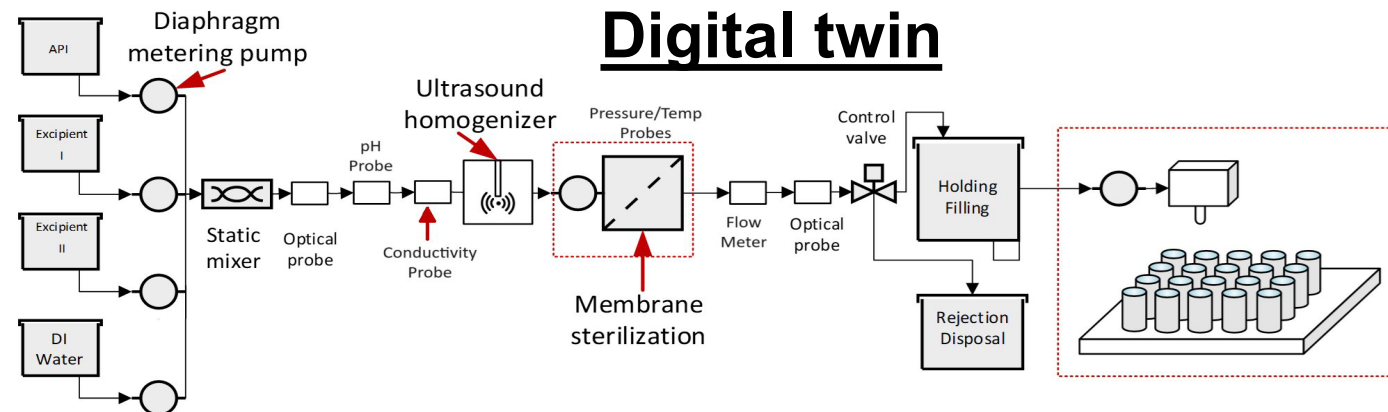 Digital twin
Diaphragm
metering pump
API
Excipient
I
Excipient
II
DI
Water
Static
mixer
Optical
probe
pH
Probe
Conductivity
Probe
Ultrasound
homogenizer
Pressure/Temp
Probes
Membrane
sterilization
Flow
Meter
Optical
probe
Control
valve
Holding
Filling
Rejection
Disposal